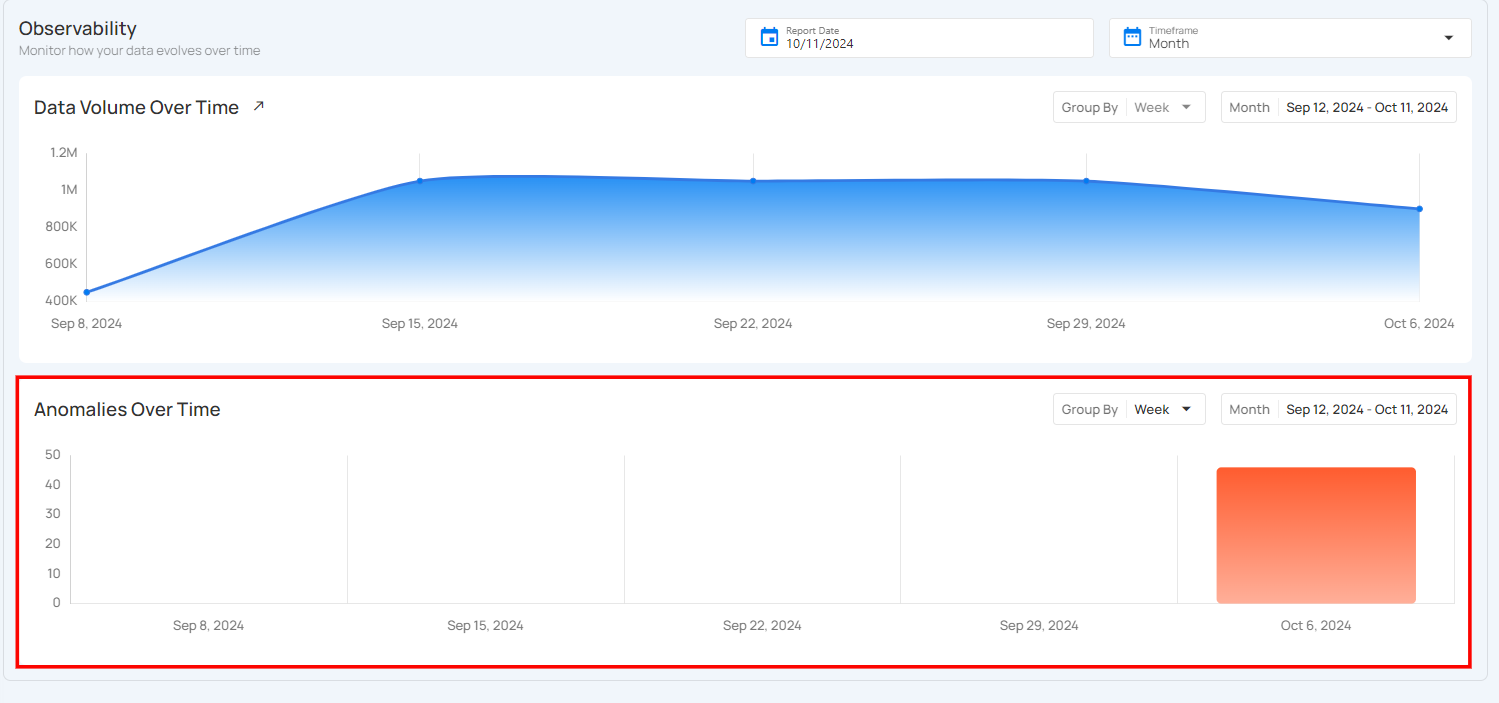 Observability
Monitor how your data evolves over time
Report Date
10/11/2024
Timeframe
Month
Data Volume Over Time
Group By Week
Month Sep 12, 2024 - Oct 11, 2024
1.2M
1M
800K
600K
400K
Sep 8, 2024 Sep 15, 2024 Sep 22, 2024 Sep 29, 2024 Oct 6, 2024
Anomalies Over Time
Group By Week
Month Sep 12, 2024 - Oct 11, 2024
50
40
30
20
10
0
Sep 8, 2024 Sep 15, 2024 Sep 22, 2024 Sep 29, 2024 Oct 6, 2024